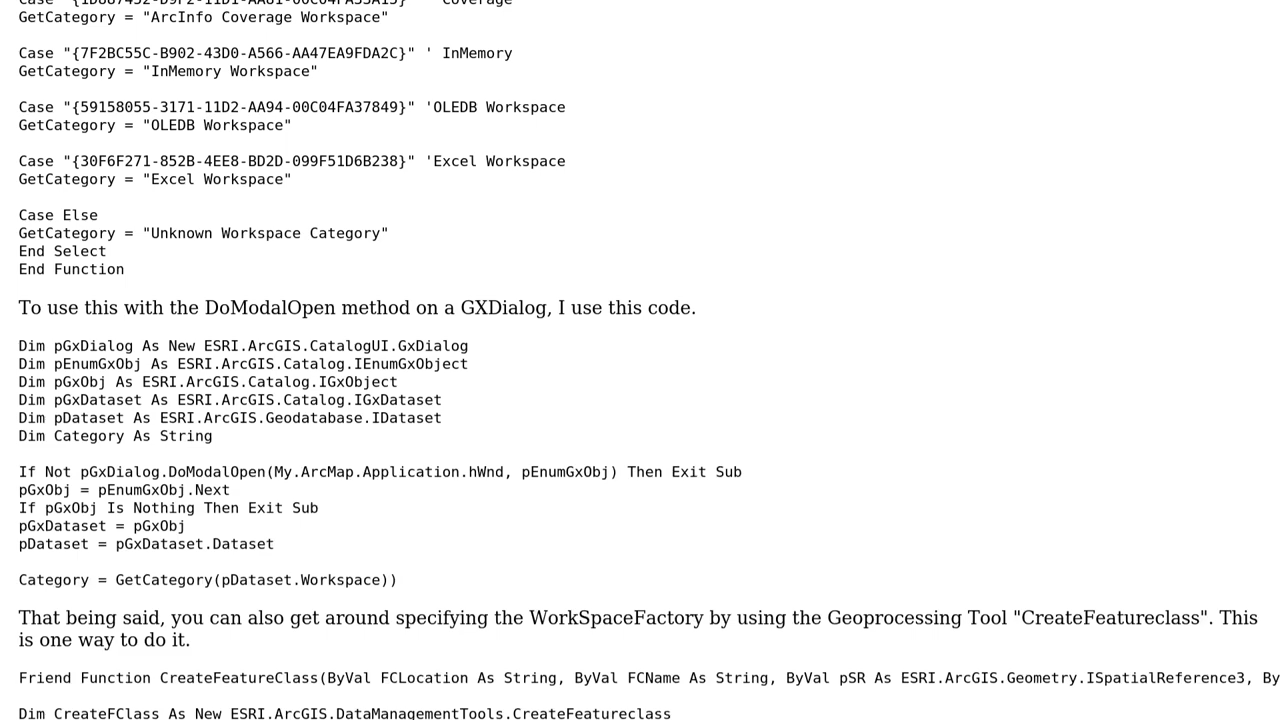 GetCategory = "ArcInfo Coverage Workspace"
Case "{7F2BC55C-B902-43D0-A566-AA47EA9FDA2C}" ' InMemory
GetCategory = "InMemory Workspace"
Case "{59158055-3171-11D2-AA94-00C04FA37849}" 'OLEDB Workspace
GetCategory = "OLEDB Workspace"
Case "{30F6F271-852B-4EE8-BD2D-099F51D6B238}" 'Excel Workspace
GetCategory = "Excel Workspace"
Case Else
GetCategory = "Unknown Workspace Category"
End Select
End Function
To use this with the DoModalOpen method on a GXDialog, I use this code.
Dim pGxDialog As New ESRI.ArcGIS.CatalogUI.GxDialog
Dim pEnumGxObj As ESRI.ArcGIS.Catalog.IEnumGxObject
Dim pGxObj As ESRI.ArcGIS.Catalog.IGxObject
Dim pGxDataset As ESRI.ArcGIS.Catalog.IGxDataset
Dim pDataset As ESRI.ArcGIS.Geodatabase.IDataset
Dim Category As String
If Not pGxDialog.DoModalOpen(My.ArcMap.Application.hWnd, pEnumGxObj) Then Exit Sub
pGxObj = pEnumGxObj.Next
If pGxObj Is Nothing Then Exit Sub
pGxDataset = pGxObj
pDataset = pGxDataset.Dataset
Category = GetCategory(pDataset.Workspace))
That being said, you can also get around specifying the WorkSpaceFactory by using the Geoprocessing Tool "CreateFeatureclass". This
is one way to do it.
Friend Function CreateFeatureClass(ByVal FCLocation As String, ByVal FCName As String, ByVal pSR As ESRI.ArcGIS.Geometry.ISpatialReference3, By
Dim CreateFClass As New ESRI.ArcGIS.DataManagementTools.CreateFeatureclass